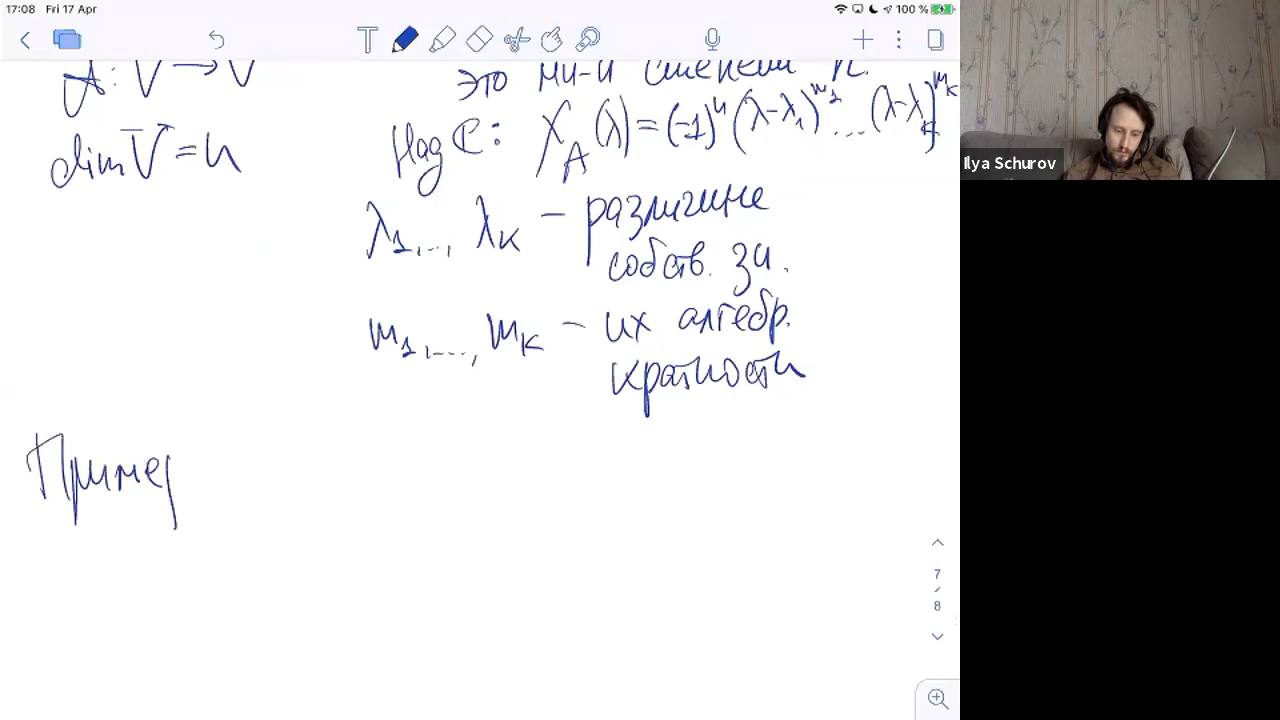 17:08 Fri 17 Apr 100 %
A: V → V это мн-н степени n.
dim V = n
Над ℂ: χ_A(λ) = (-1)^n (λ-λ_1)^{m_1} ... (λ-λ_k)^{m_k}
λ_1,..., λ_k – различные
собств. зн.
m_1,..., m_k – их алгебр.
кратности
Пример
7
/
8
Ilya Schurov